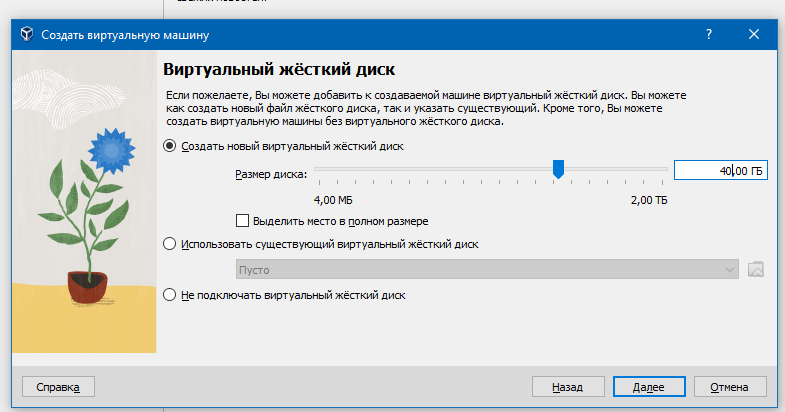 Создать виртуальную машину
?
Виртуальный жёсткий диск
Если пожелаете, Вы можете добавить к создаваемой машине виртуальный жёсткий диск. Вы можете
как создать новый файл жёсткого диска, так и указать существующий. Кроме того, Вы можете
создать виртуальную машины без виртуального жёсткого диска.
Создать новый виртуальный жёсткий диск
Размер диска:
40,00 ГБ
4,00 МБ
2,00 ТБ
Выделить место в полном размере
Использовать существующий виртуальный жёсткий диск
Пусто
Не подключать виртуальный жёсткий диск
Справка
Назад
Далее
Отмена